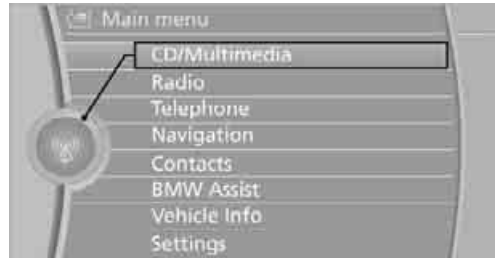 Main menu
CD/Multimedia
Radio
Telephone
Navigation
Contacts
BMW Assist
Vehicle Info
Settings